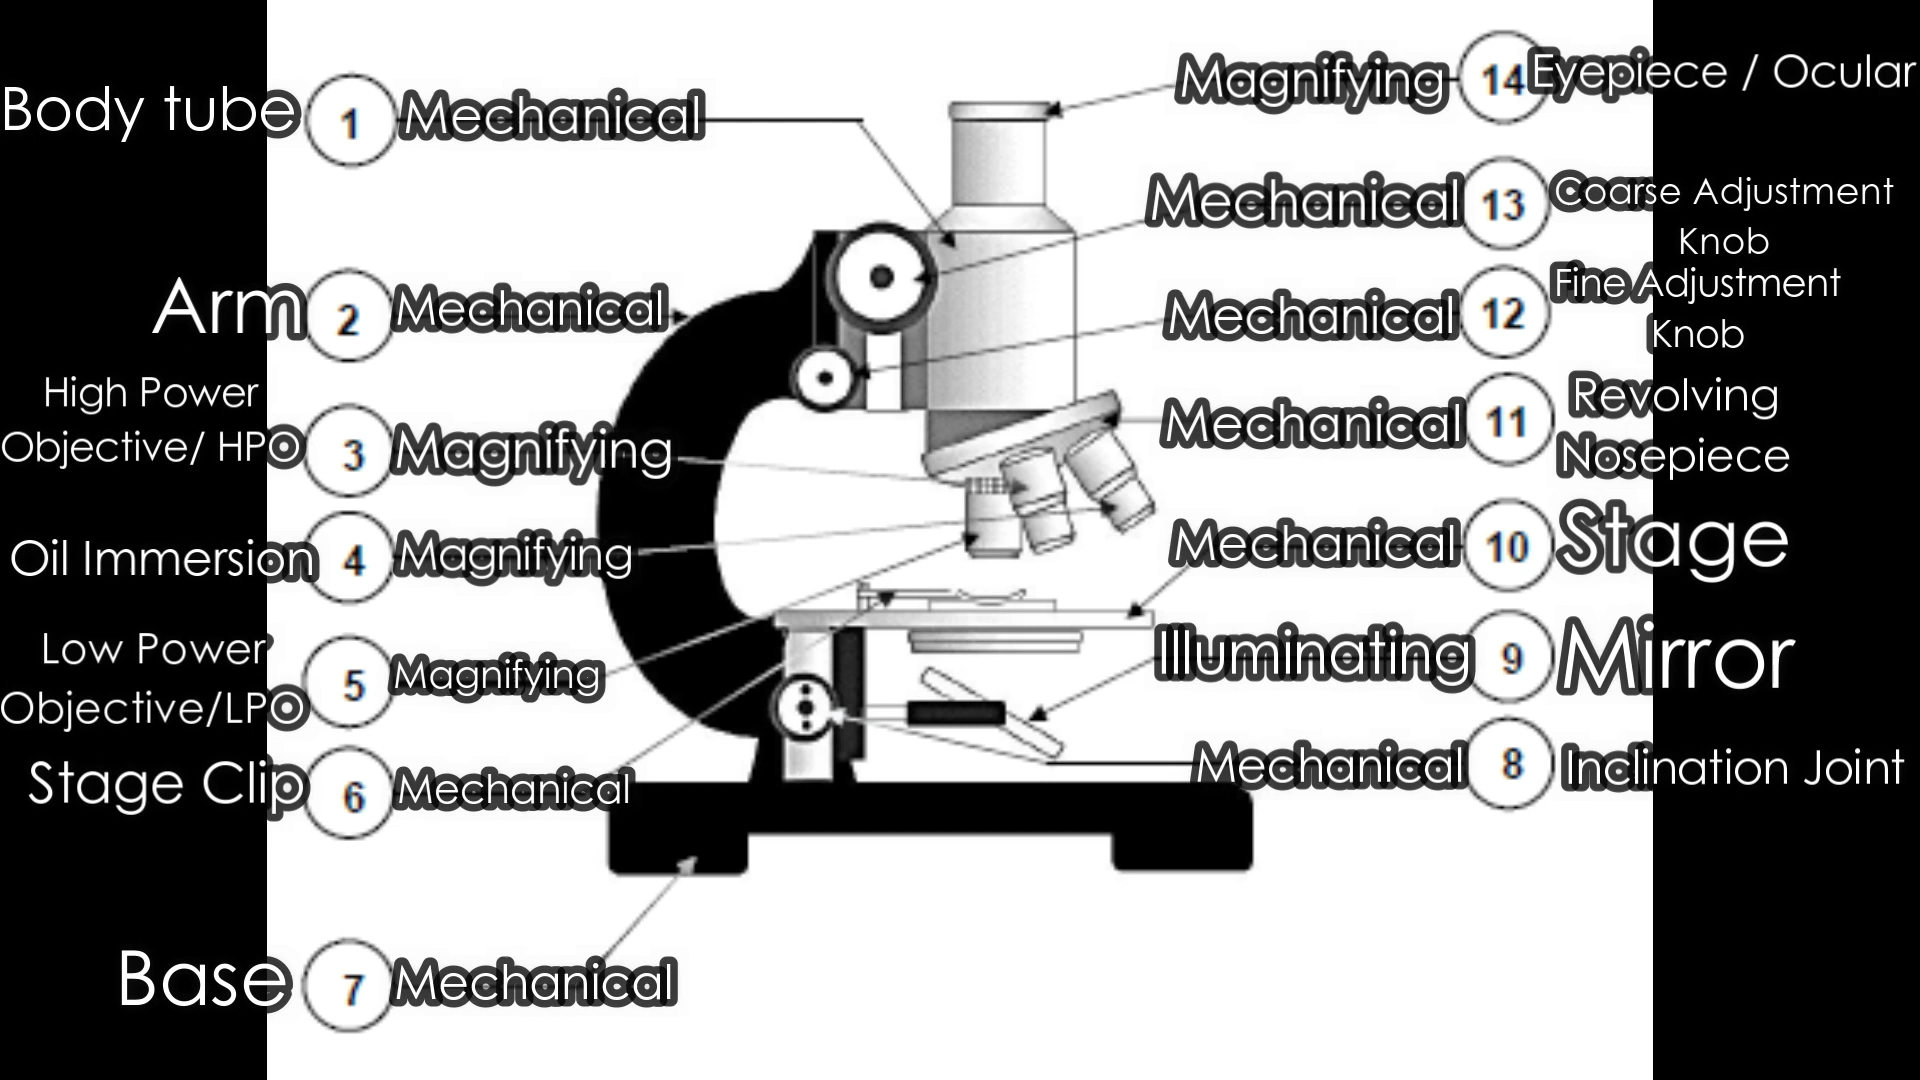 Body tube 1 Mechanical
Arm 2 Mechanical
High Power
Objective/ HPO 3 Magnifying
Oil Immersion 4 Magnifying
Low Power
Objective/LPO 5 Magnifying
Stage Clip 6 Mechanical
Base 7 Mechanical
Magnifying 14 Eyepiece / Ocular
Mechanical 13 Coarse Adjustment
Knob
Mechanical 12 Fine Adjustment
Knob
Mechanical 11 Revolving
Nosepiece
Mechanical 10 Stage
Illuminating 9 Mirror
Mechanical 8 Inclination Joint